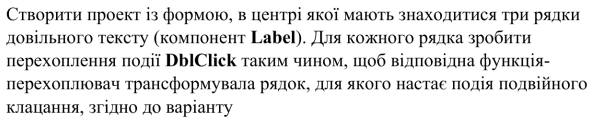 Створити проект із формою, в центрі якої мають знаходитися три рядки
довільного тексту (компонент Label). Для кожного рядка зробити
перехоплення події DblClick таким чином, щоб відповідна функція-
перехоплювач трансформувала рядок, для якого настає подія подвійного
клацання, згідно до варіанту